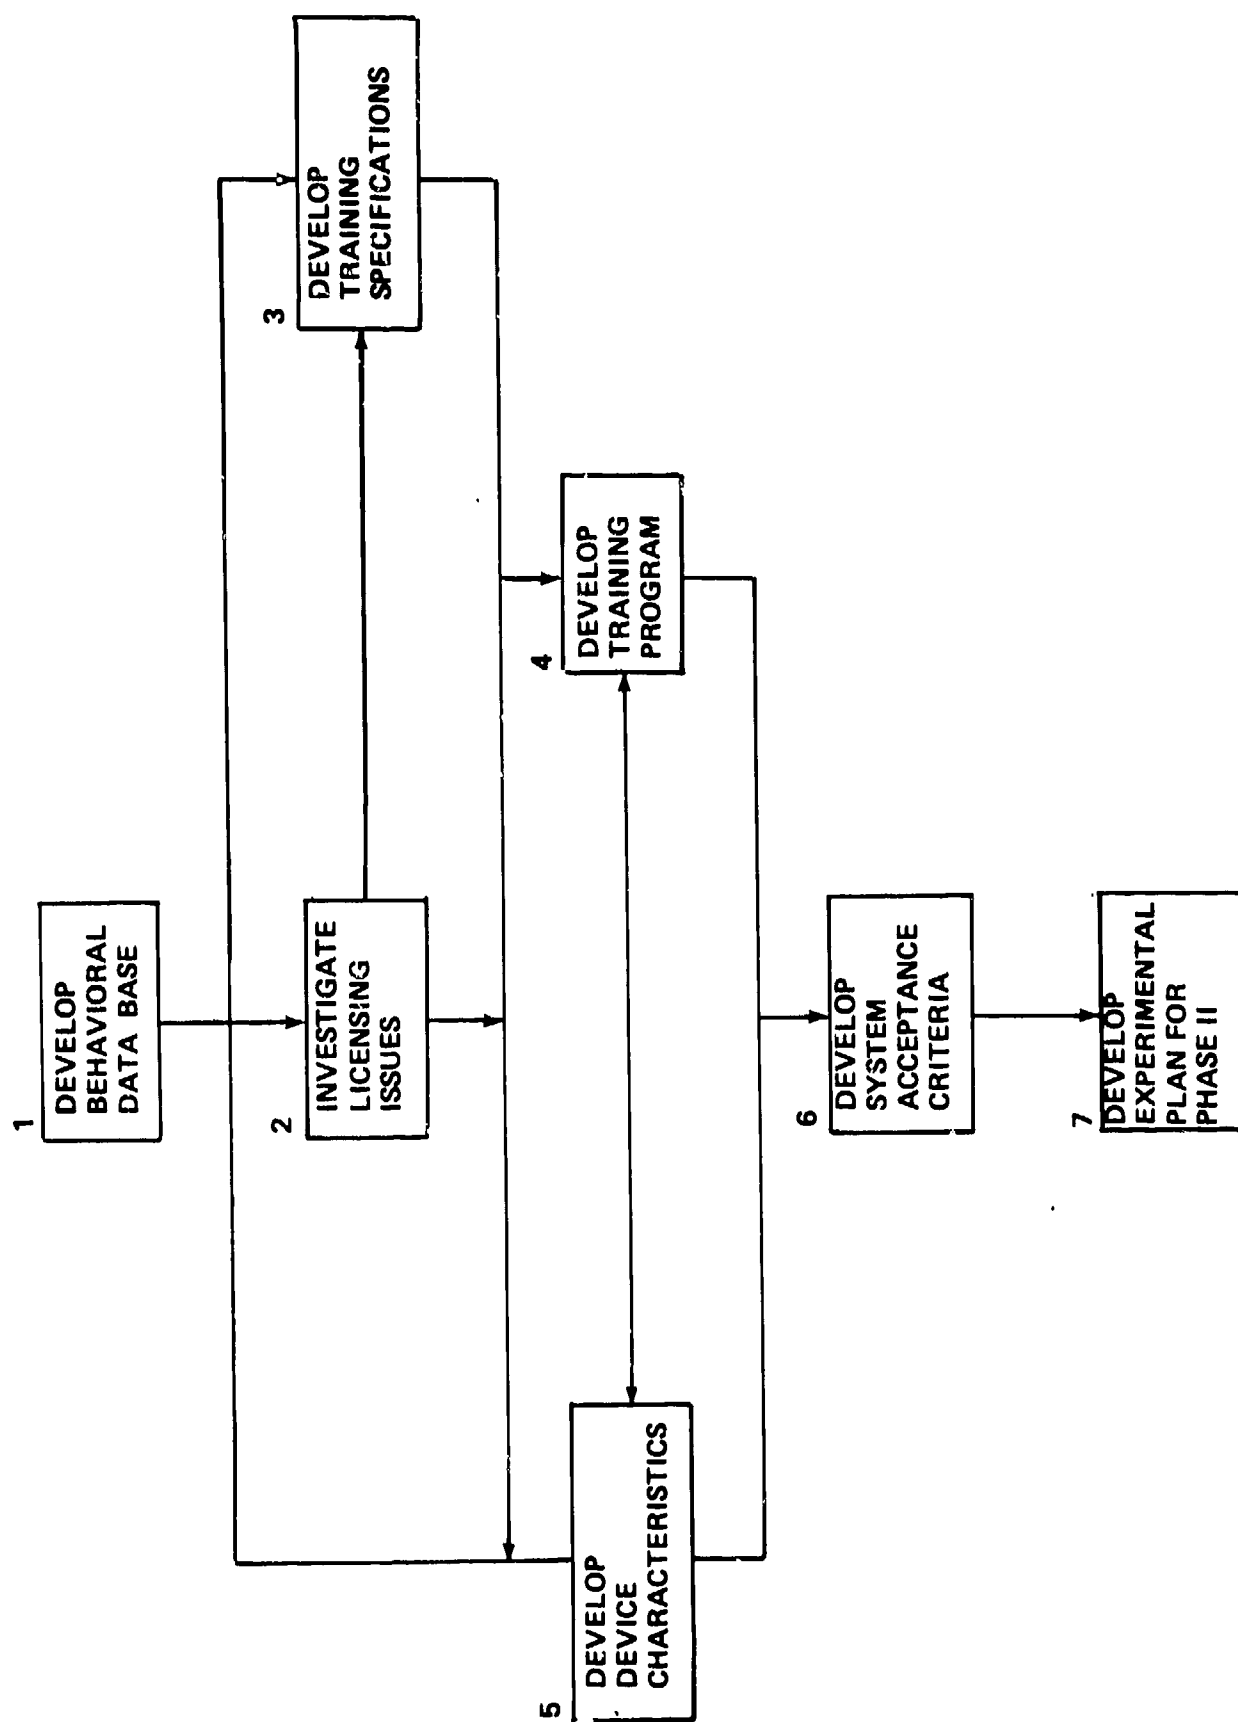 1
DEVELOP
BEHAVIORAL
DATA BASE
2
INVESTIGATE
LICENSING
ISSUES
3
DEVELOP
TRAINING
SPECIFICATIONS
4
DEVELOP
TRAINING
PROGRAM
5
DEVELOP
DEVICE
CHARACTERISTICS
6
DEVELOP
SYSTEM
ACCEPTANCE
CRITERIA
7
DEVELOP
EXPERIMENTAL
PLAN FOR
PHASE II